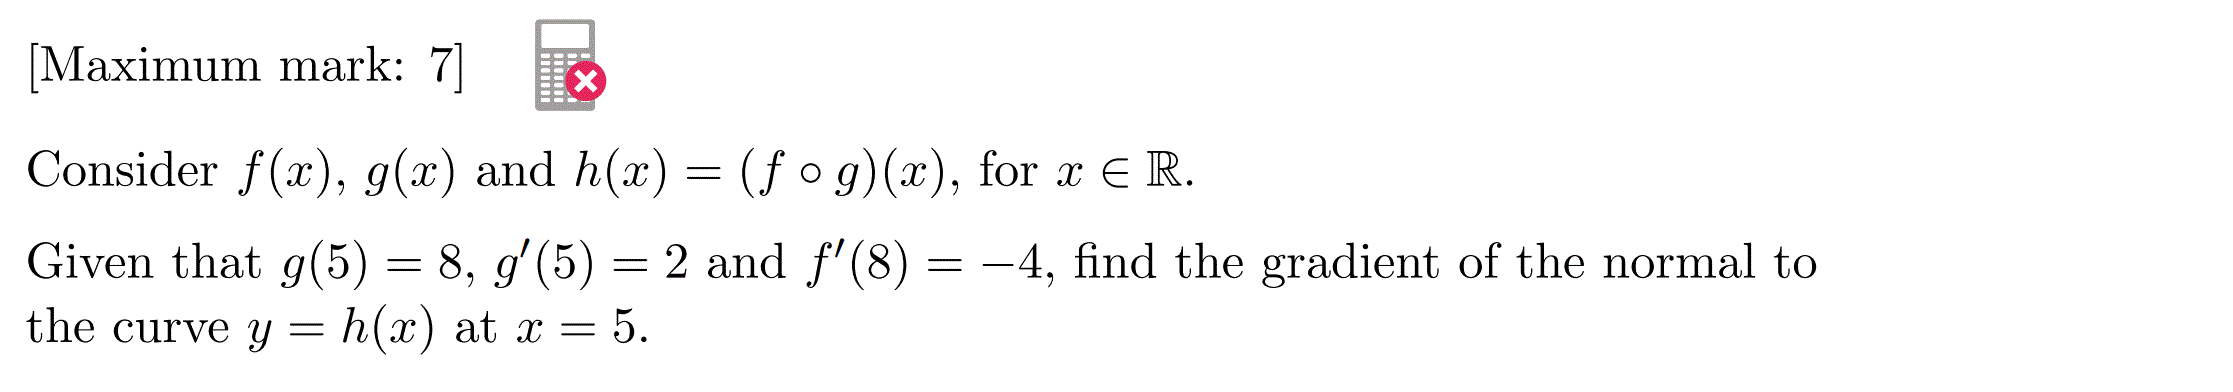 [Maximum mark: 7]
Consider f(x), g(x) and h(x) = (f ∘ g)(x), for x ∈ ℝ.
Given that g(5) = 8, g′(5) = 2 and f′(8) = −4, find the gradient of the normal to
the curve y = h(x) at x = 5.